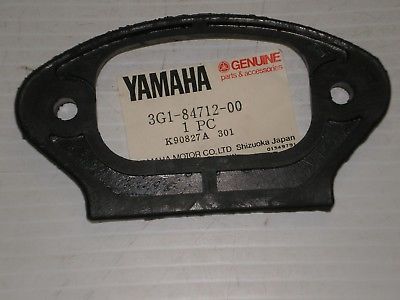 YAMAHA GENUINE
parts & accessories
3G1-84712-00
1 PC
K90827A 301
YAMAHA MOTOR CO.,LTD Shizuoka Japan